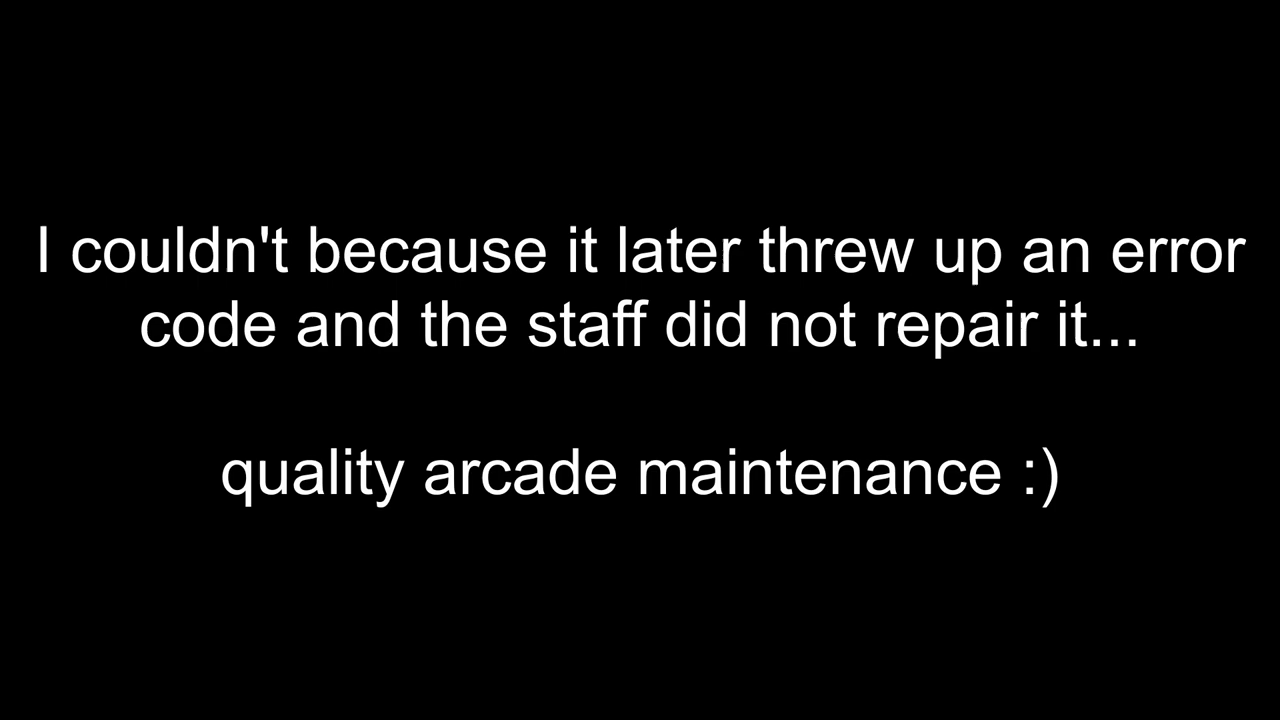 I couldn't because it later threw up an error
code and the staff did not repair it...
quality arcade maintenance :)